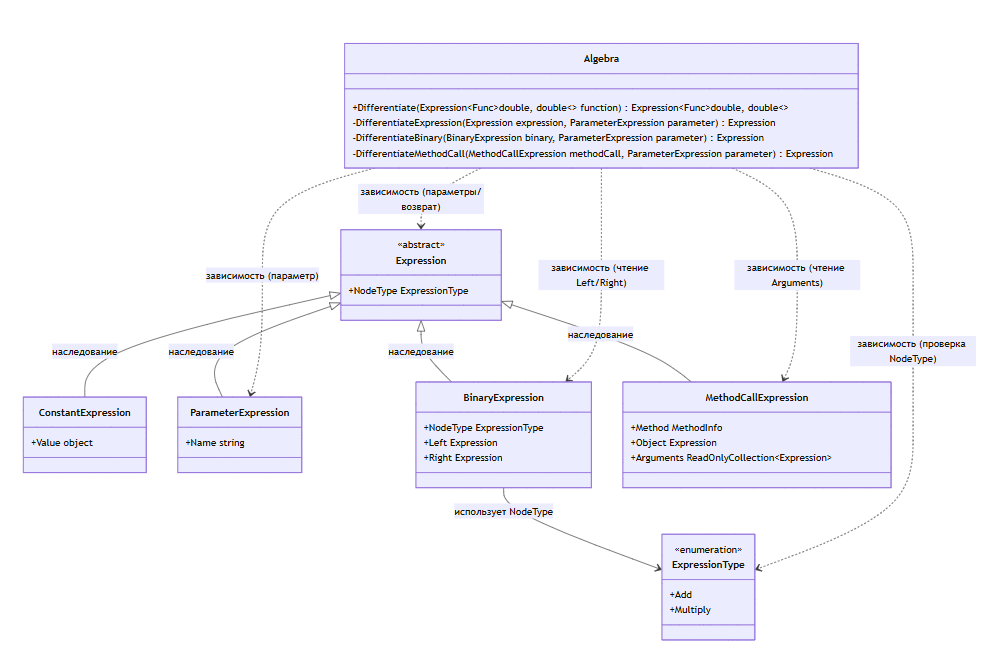 Algebra
+Differentiate(Expression<Func>double, double<> function) : Expression<Func>double, double<>
-DifferentiateExpression(Expression expression, ParameterExpression parameter) : Expression
-DifferentiateBinary(BinaryExpression binary, ParameterExpression parameter) : Expression
-DifferentiateMethodCall(MethodCallExpression methodCall, ParameterExpression parameter) : Expression
зависимость (параметры/
возврат)
«abstract»
Expression
+NodeType ExpressionType
зависимость (параметр)
зависимость (чтение
Left/Right)
зависимость (чтение
Arguments)
зависимость (проверка
NodeType)
наследование
наследование
наследование
наследование
ConstantExpression
+Value object
ParameterExpression
+Name string
BinaryExpression
+NodeType ExpressionType
+Left Expression
+Right Expression
MethodCallExpression
+Method MethodInfo
+Object Expression
+Arguments ReadOnlyCollection<Expression>
использует NodeType
«enumeration»
ExpressionType
+Add
+Multiply